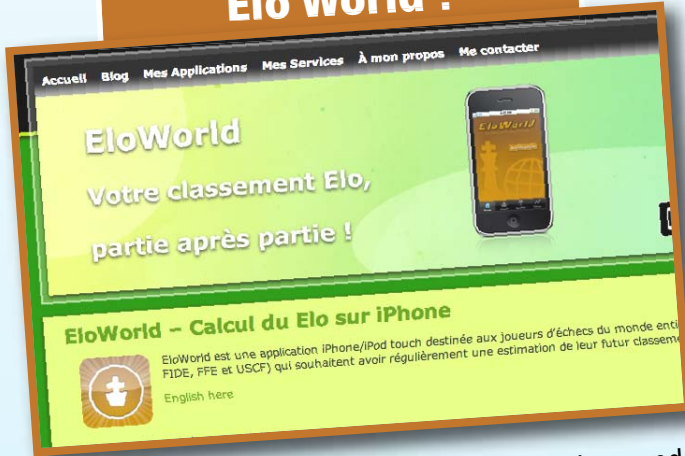 Elo World !
Accueil Blog Mes Applications Mes Services À mon propos Me contacter
EloWorld
Votre classement Elo,
partie après partie !
EloWorld
EloWorld – Calcul du Elo sur iPhone
EloWorld est une application iPhone/iPod touch destinée aux joueurs d'échecs du monde enti
FIDE, FFE et USCF) qui souhaitent avoir régulièrement une estimation de leur futur classeme
English here